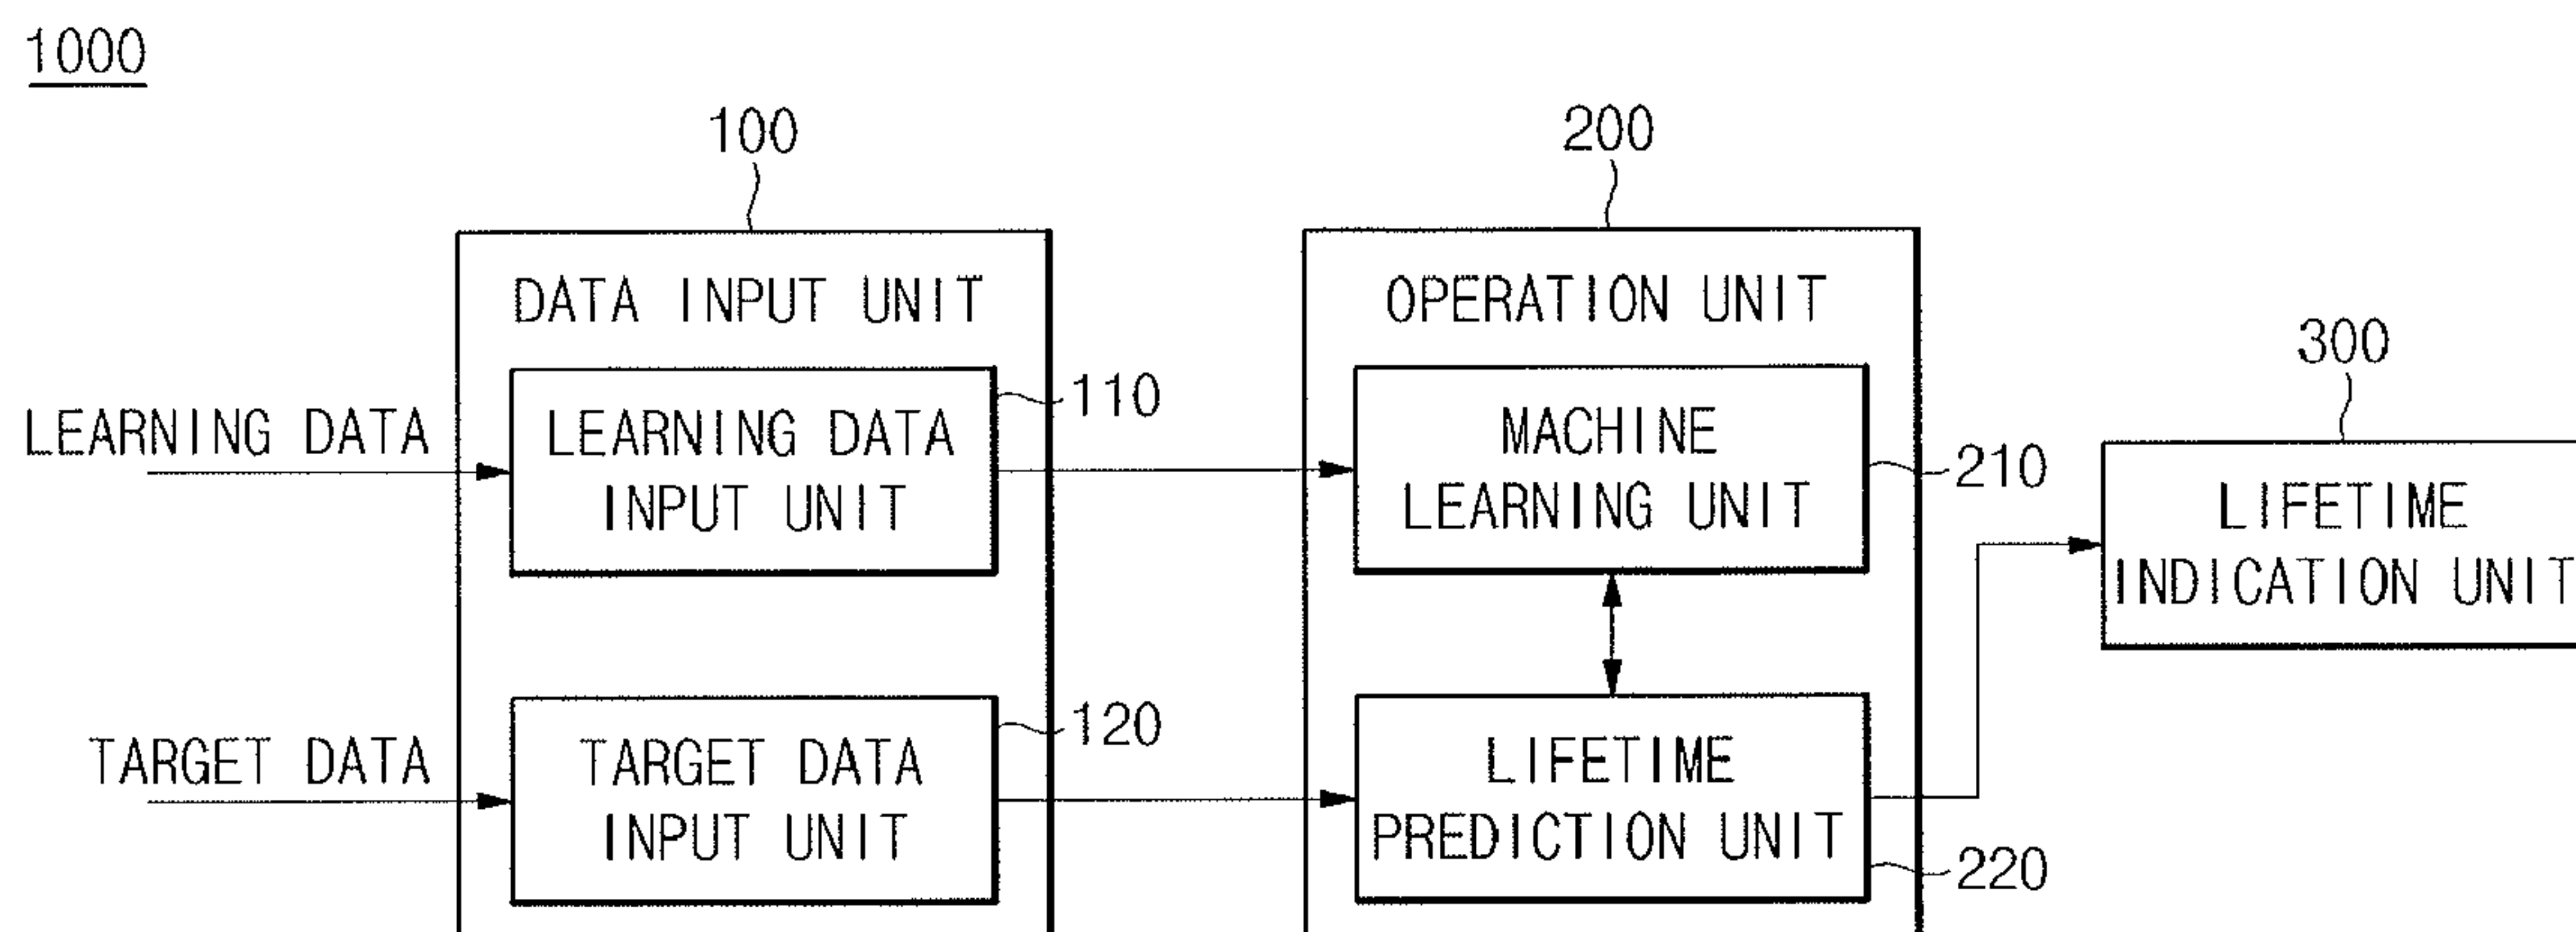 1000
100
200
DATA INPUT UNIT
OPERATION UNIT
300
110
LEARNING DATA
LEARNING DATA
INPUT UNIT
MACHINE
LEARNING UNIT
210
LIFETIME
INDICATION UNIT
120
TARGET DATA
TARGET DATA
INPUT UNIT
LIFETIME
PREDICTION UNIT
220